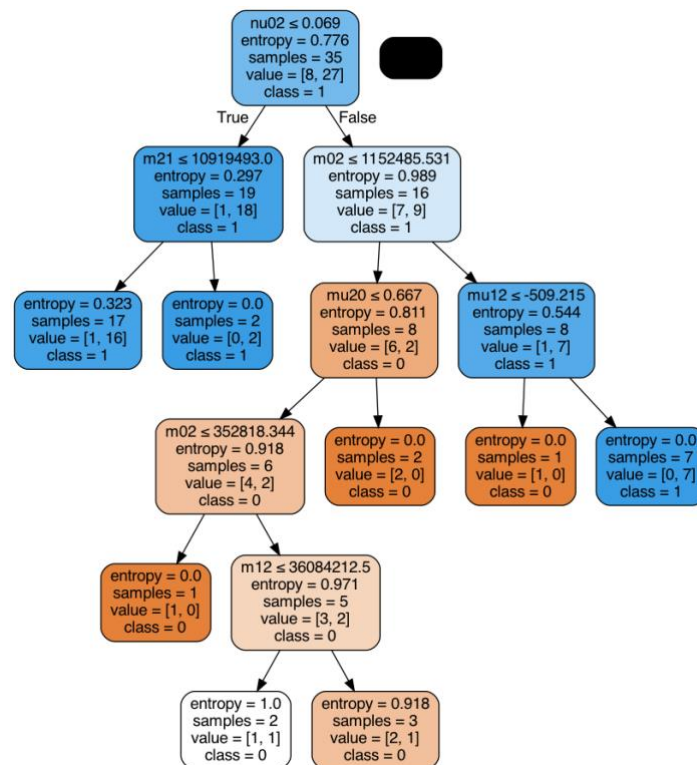 nu02 ≤ 0.069
entropy = 0.776
samples = 35
value = [8, 27]
class = 1
True
False
m21 ≤ 10919493.0
entropy = 0.297
samples = 19
value = [1, 18]
class = 1
m02 ≤ 1152485.531
entropy = 0.989
samples = 16
value = [7, 9]
class = 1
entropy = 0.323
samples = 17
value = [1, 16]
class = 1
entropy = 0.0
samples = 2
value = [0, 2]
class = 1
mu20 ≤ 0.667
entropy = 0.811
samples = 8
value = [6, 2]
class = 0
mu12 ≤ -509.215
entropy = 0.544
samples = 8
value = [1, 7]
class = 1
m02 ≤ 352818.344
entropy = 0.918
samples = 6
value = [4, 2]
class = 0
entropy = 0.0
samples = 2
value = [2, 0]
class = 0
entropy = 0.0
samples = 1
value = [1, 0]
class = 0
entropy = 0.0
samples = 7
value = [0, 7]
class = 1
entropy = 0.0
samples = 1
value = [1, 0]
class = 0
m12 ≤ 36084212.5
entropy = 0.971
samples = 5
value = [3, 2]
class = 0
entropy = 1.0
samples = 2
value = [1, 1]
class = 0
entropy = 0.918
samples = 3
value = [2, 1]
class = 0